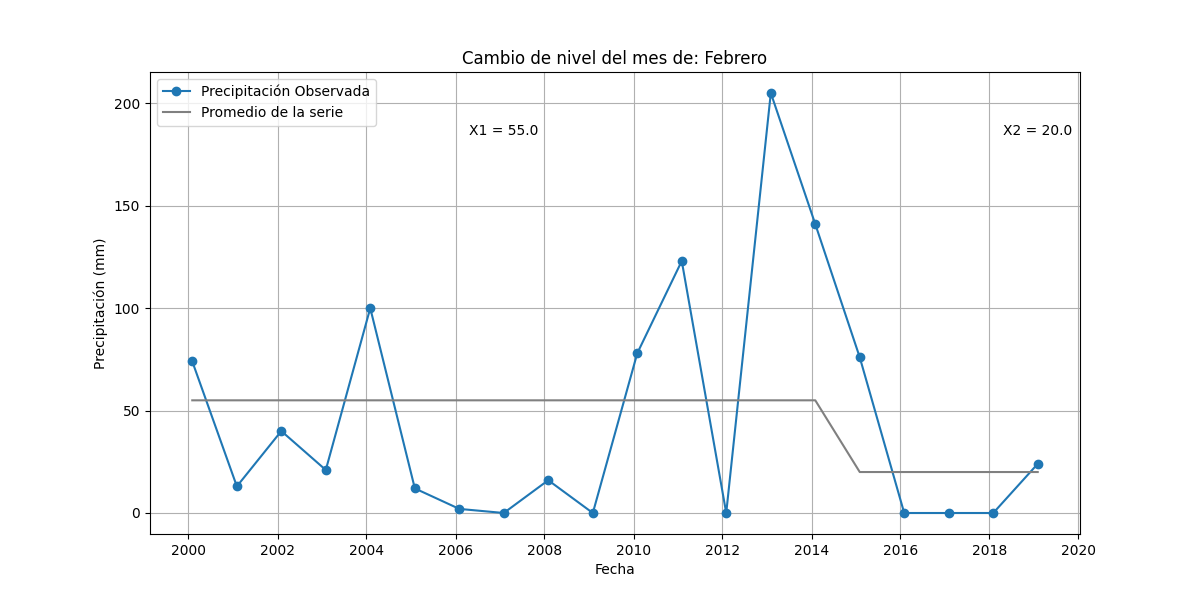 Cambio de nivel del mes de: Febrero
Precipitación Observada
Promedio de la serie
X1 = 55.0
X2 = 20.0
Precipitación (mm)
200
150
100
50
0
2000 2002 2004 2006 2008 2010 2012 2014 2016 2018 2020
Fecha